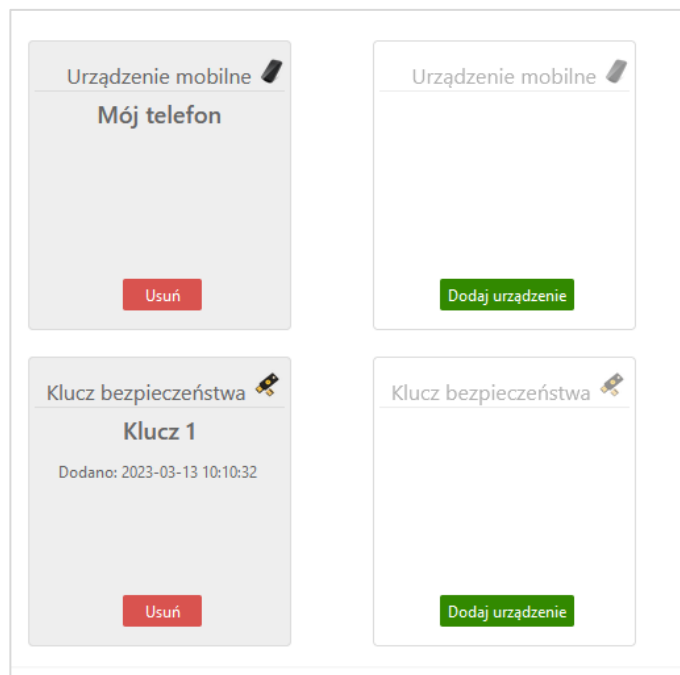 Urządzenie mobilne
Mój telefon
Usuń
Urządzenie mobilne
Dodaj urządzenie
Klucz bezpieczeństwa
Klucz 1
Dodano: 2023-03-13 10:10:32
Usuń
Klucz bezpieczeństwa
Dodaj urządzenie